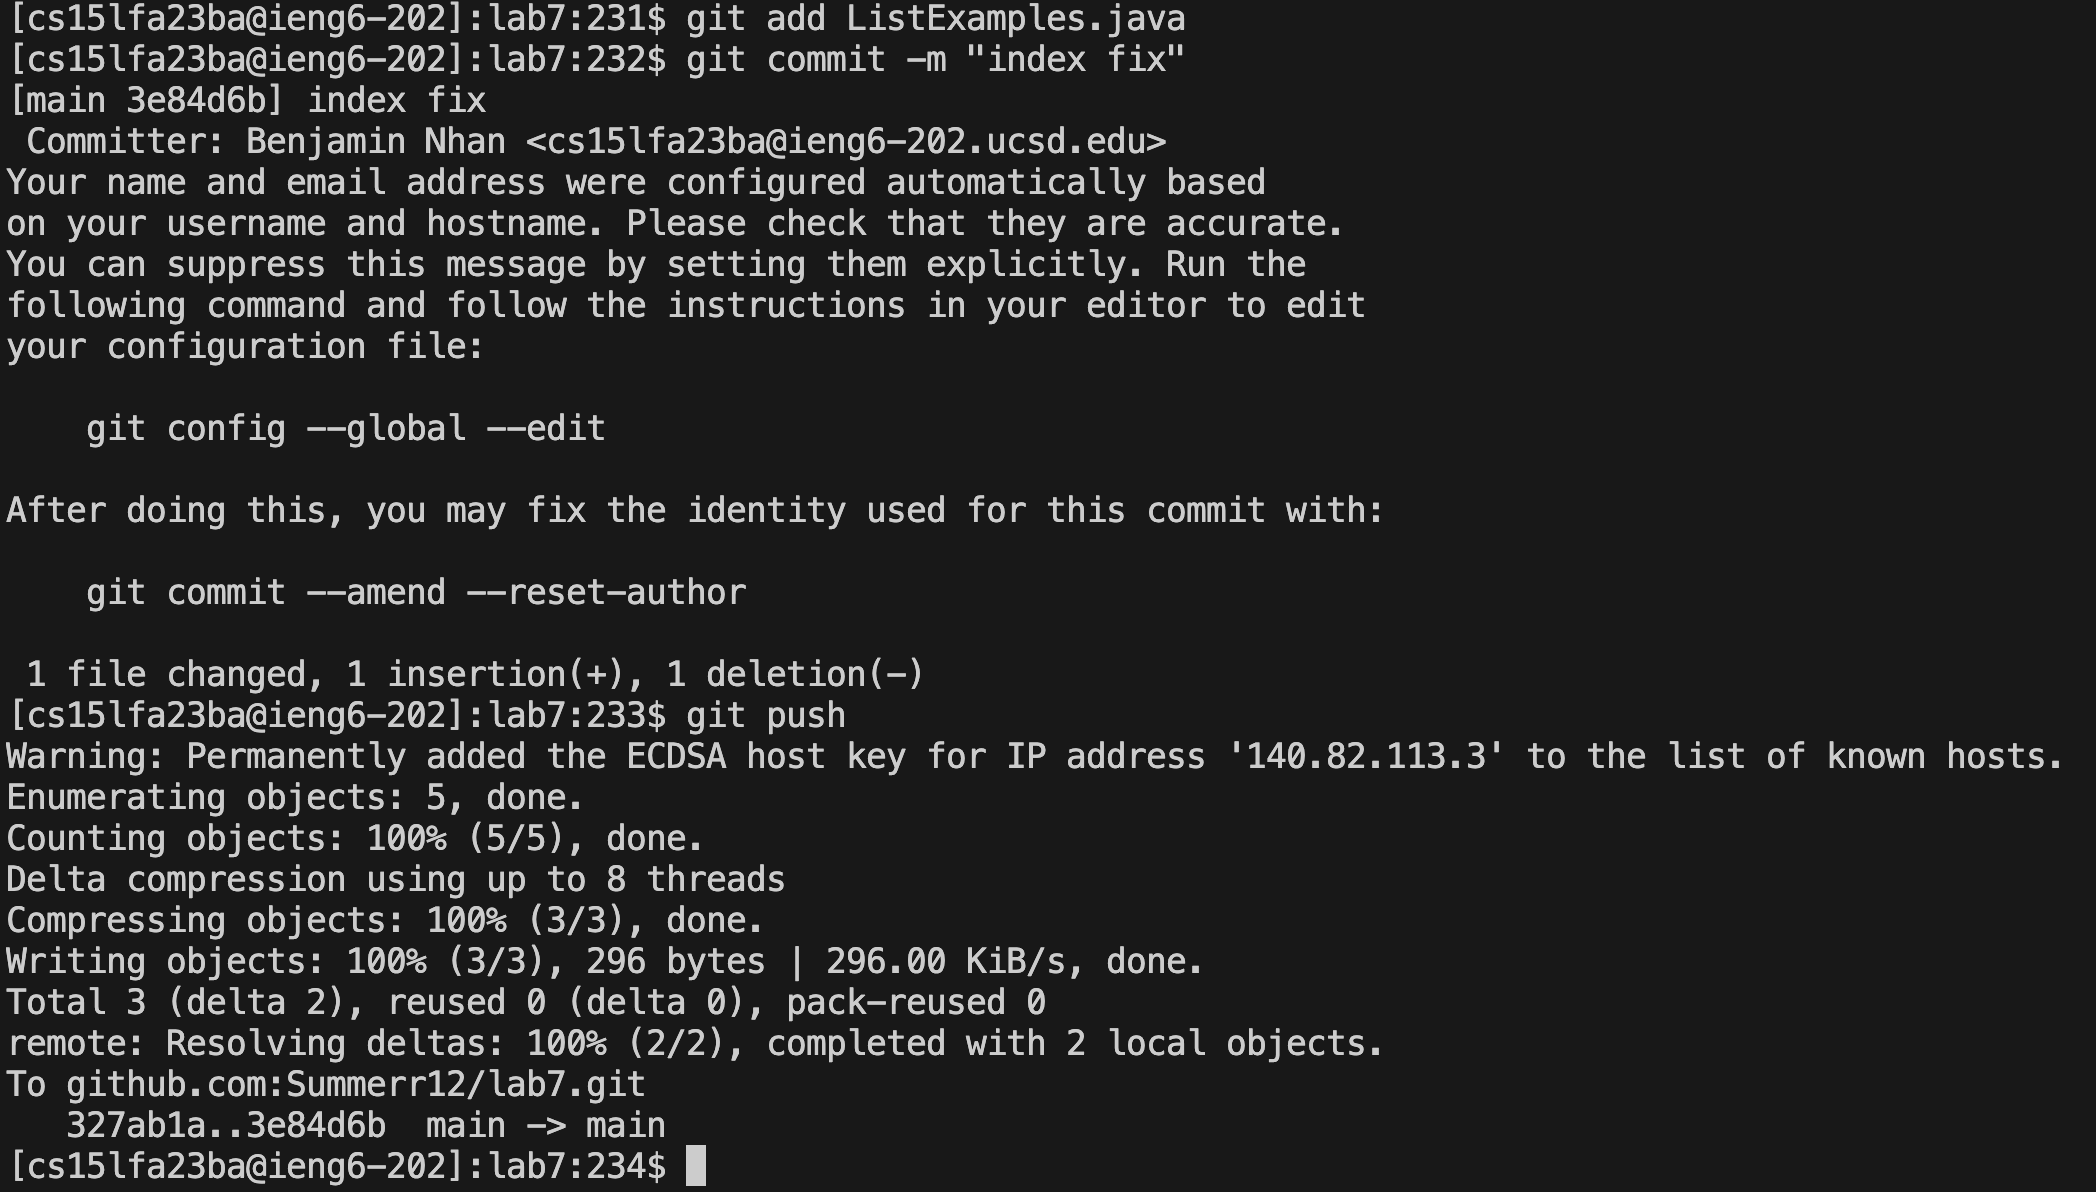 [cs15lfa23ba@ieng6-202]:lab7:231$ git add ListExamples.java
[cs15lfa23ba@ieng6-202]:lab7:232$ git commit -m "index fix"
[main 3e84d6b] index fix
 Committer: Benjamin Nhan <cs15lfa23ba@ieng6-202.ucsd.edu>
Your name and email address were configured automatically based
on your username and hostname. Please check that they are accurate.
You can suppress this message by setting them explicitly. Run the
following command and follow the instructions in your editor to edit
your configuration file:

    git config --global --edit

After doing this, you may fix the identity used for this commit with:

    git commit --amend --reset-author

 1 file changed, 1 insertion(+), 1 deletion(-)
[cs15lfa23ba@ieng6-202]:lab7:233$ git push
Warning: Permanently added the ECDSA host key for IP address '140.82.113.3' to the list of known hosts.
Enumerating objects: 5, done.
Counting objects: 100% (5/5), done.
Delta compression using up to 8 threads
Compressing objects: 100% (3/3), done.
Writing objects: 100% (3/3), 296 bytes | 296.00 KiB/s, done.
Total 3 (delta 2), reused 0 (delta 0), pack-reused 0
remote: Resolving deltas: 100% (2/2), completed with 2 local objects.
To github.com:Summerr12/lab7.git
   327ab1a..3e84d6b  main -> main
[cs15lfa23ba@ieng6-202]:lab7:234$